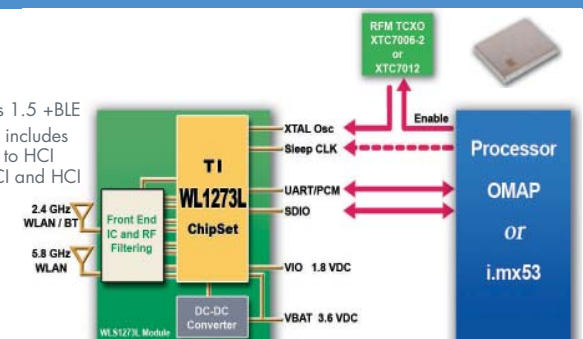 s 1.5 +BLE
includes
to HCI
CI and HCI
RFM TCXO
XTC7006-2
or
XTC7012
Enable
XTAL Osc
Sleep CLK
UART/PCM
SDIO
VIO 1.8 VDC
VBAT 3.6 VDC
TI
WL1273L
ChipSet
Front End
IC and RF
Filtering
2.4 GHz
WLAN / BT
5.8 GHz
WLAN
DC-DC
Converter
WLS1273L Module
Processor
OMAP
or
i.mx53